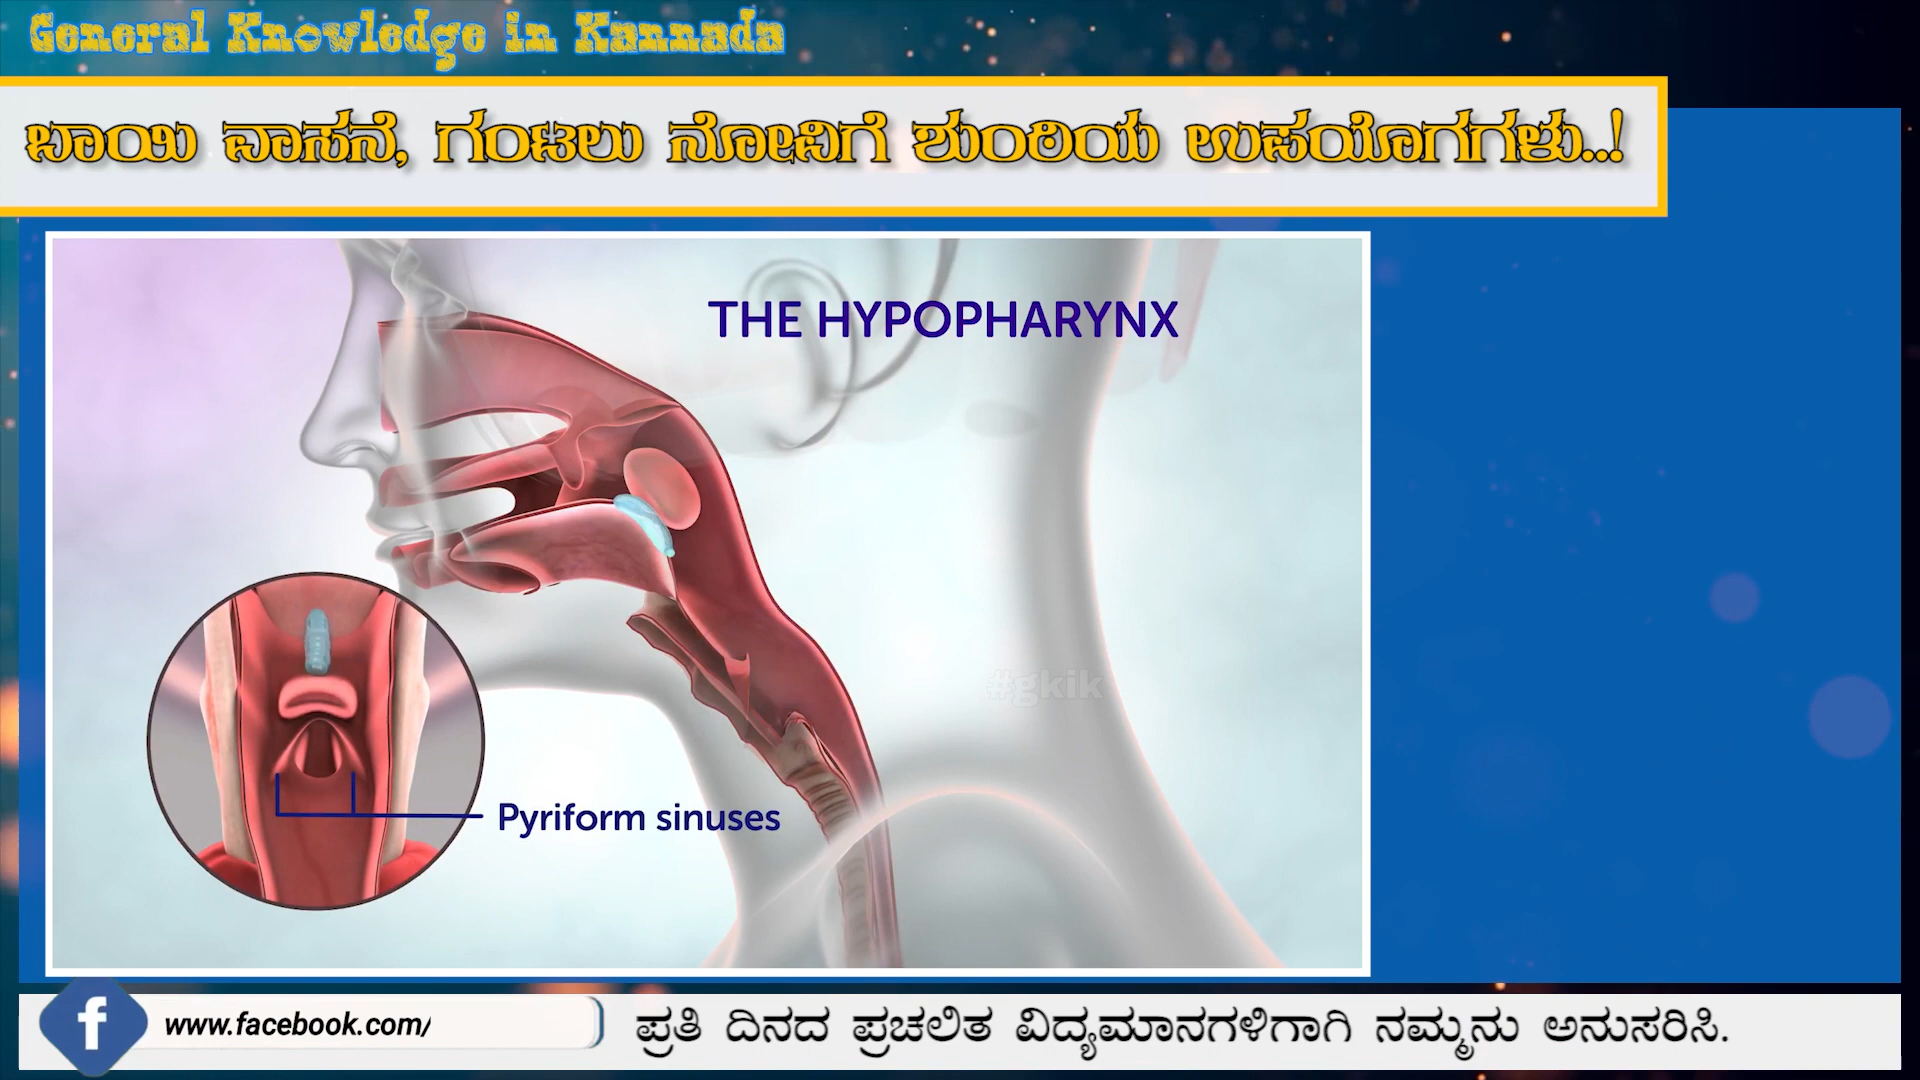 General Knowledge in Kannada
ಬಾಯಿ ವಾಸನೆ, ಗಂಟಲು ನೋವಿಗೆ ಶುಂಠಿಯ ಉಪಯೋಗಗಳು..!
THE HYPOPHARYNX
#gkik
Pyriform sinuses
f
www.facebook.com/
ಪ್ರತಿ ದಿನದ ಪ್ರಚಲಿತ ವಿದ್ಯಮಾನಗಳಿಗಾಗಿ ನಮ್ಮನು ಅನುಸರಿಸಿ.